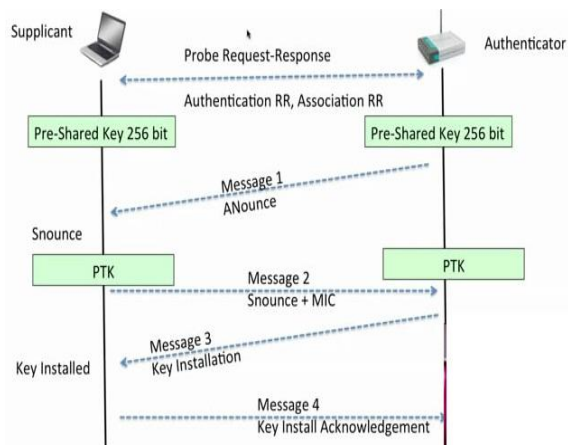 Supplicant
Authenticator
Probe Request-Response
Authentication RR, Association RR
Pre-Shared Key 256 bit
Pre-Shared Key 256 bit
Message 1
ANounce
Snounce
PTK
PTK
Message 2
Snounce + MIC
Message 3
Key Installation
Key Installed
Message 4
Key Install Acknowledgement